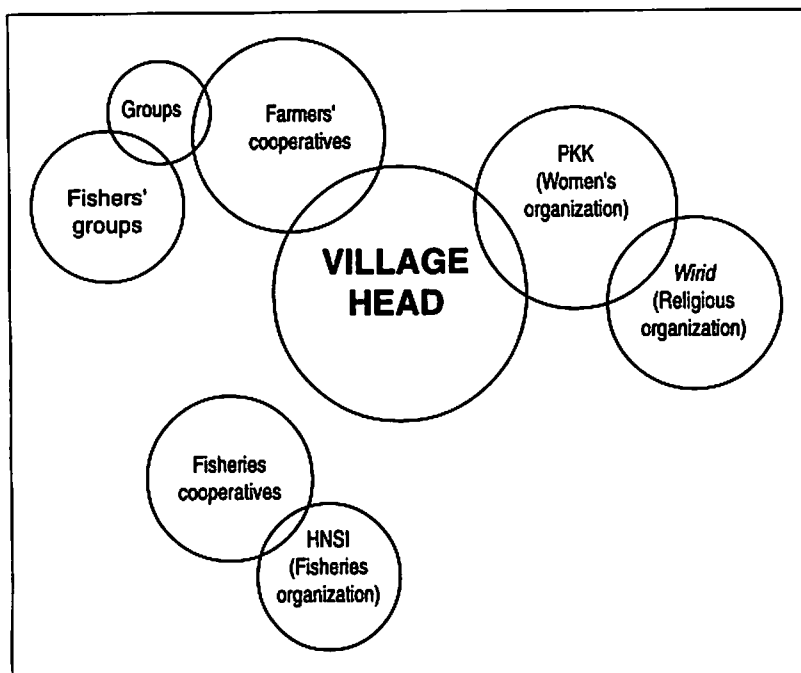 Groups
Farmers'
cooperatives
Fishers'
groups
PKK
(Women's
organization)
VILLAGE
HEAD
Wirid
(Religious
organization)
Fisheries
cooperatives
HNSI
(Fisheries
organization)